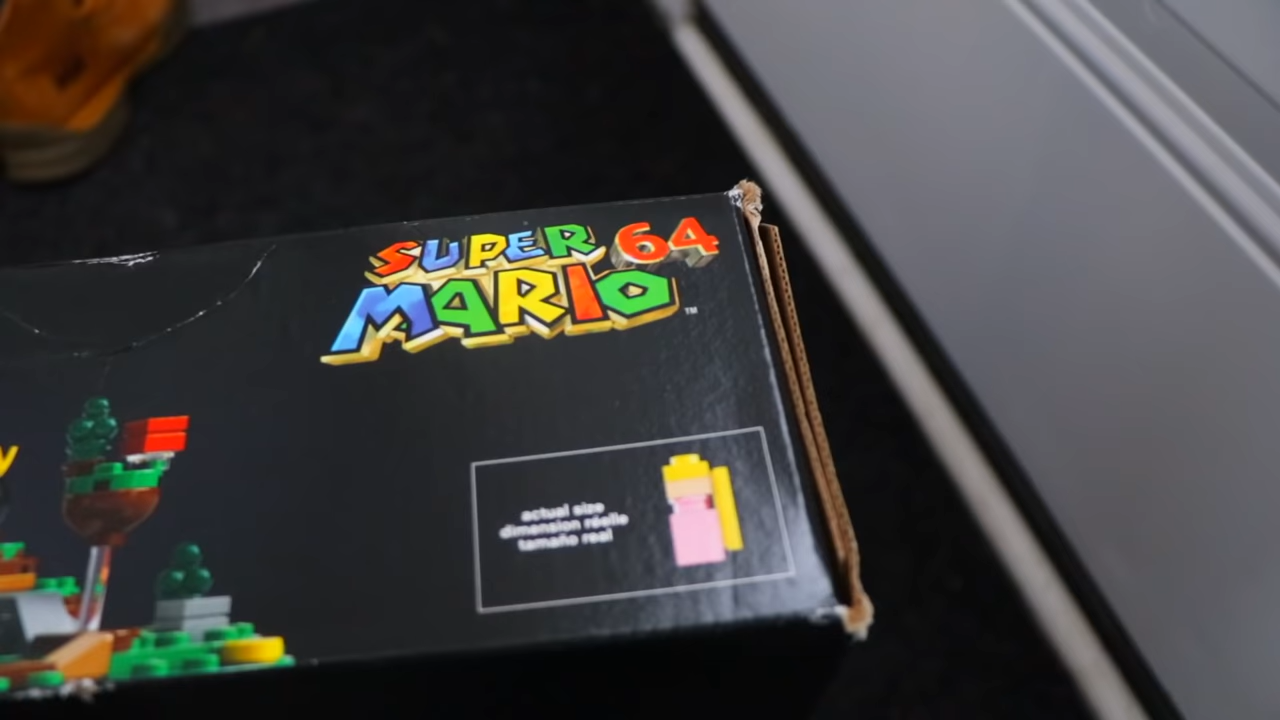 SUPER 64
MARIO
TM
actual size
dimension réelle
tamaño real